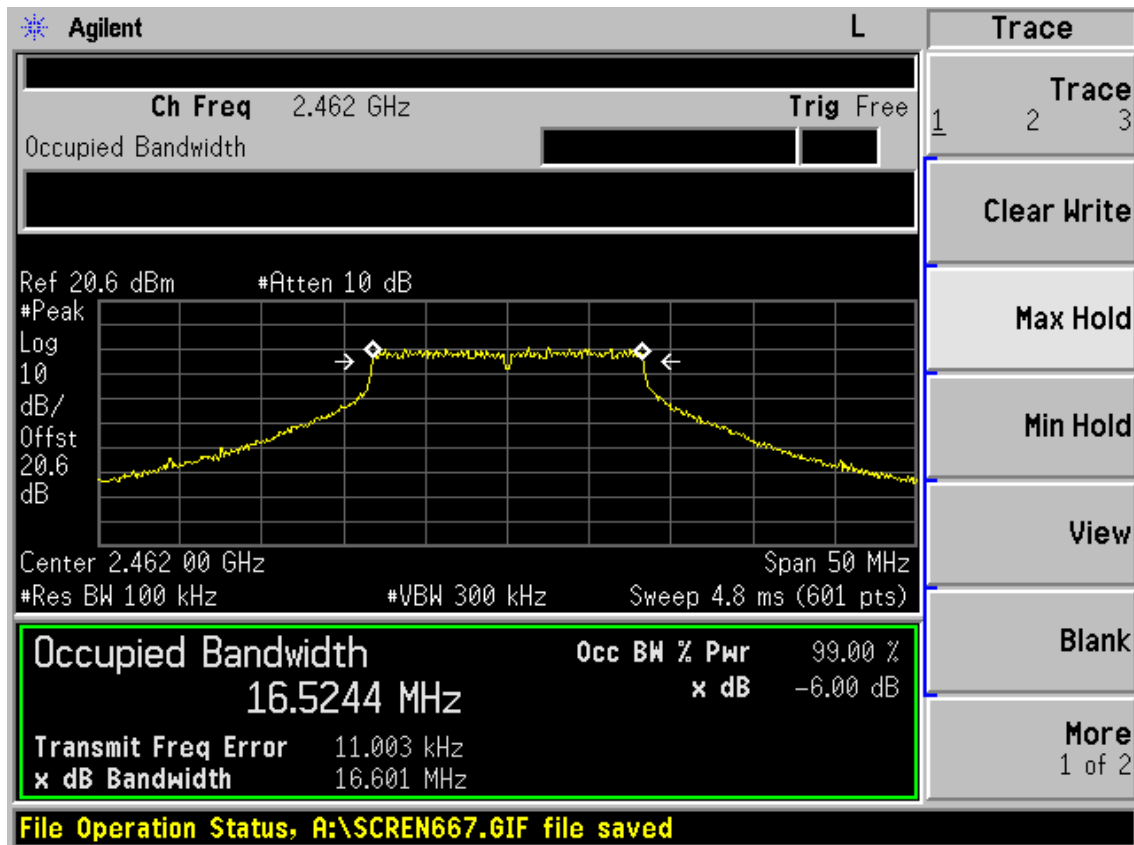 Agilent L Trace
Ch Freq 2.462 GHz Trig Free
Occupied Bandwidth
Ref 20.6 dBm #Atten 10 dB
#Peak
Log
10
dB/
Offst
20.6
dB
Center 2.462 00 GHz Span 50 MHz
#Res BW 100 kHz #VBW 300 kHz Sweep 4.8 ms (601 pts)
Occupied Bandwidth Occ BW % Pwr 99.00 %
16.5244 MHz x dB -6.00 dB
Transmit Freq Error 11.003 kHz
x dB Bandwidth 16.601 MHz
File Operation Status, A:\SCREN667.GIF file saved
Trace
1 2 3
Clear Write
Max Hold
Min Hold
View
Blank
More
1 of 2